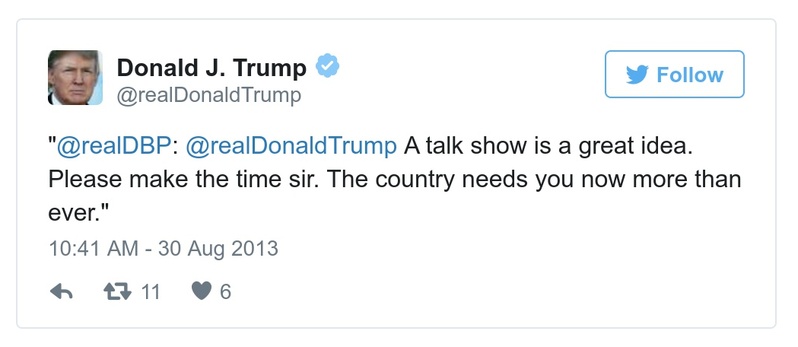 Donald J. Trump
@realDonaldTrump
Follow
"@realDBP: @realDonaldTrump A talk show is a great idea.
Please make the time sir. The country needs you now more than
ever."
10:41 AM - 30 Aug 2013
11 6